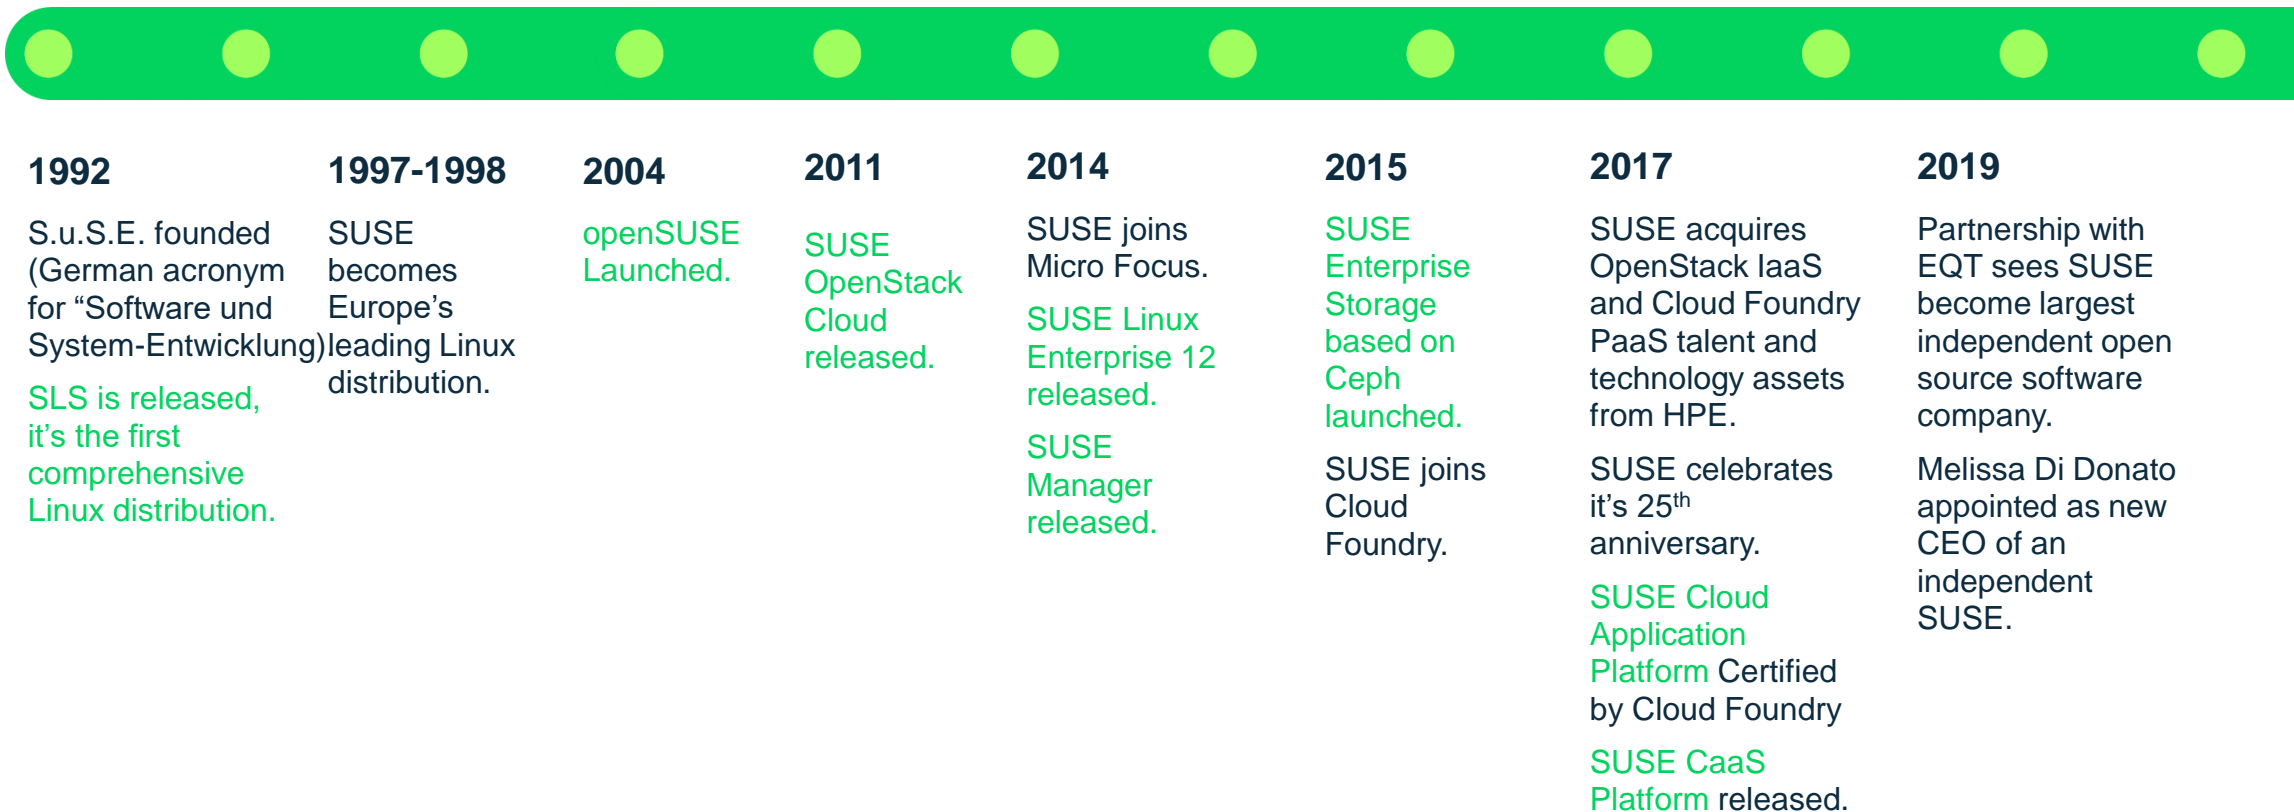 1992
S.u.S.E. founded
(German acronym
for “Software und
System-Entwicklung).
SLS is released,
it’s the first
comprehensive
Linux distribution.
1997-1998
SUSE
becomes
Europe’s
leading Linux
distribution.
2004
openSUSE
Launched.
2011
SUSE
OpenStack
Cloud
released.
2014
SUSE joins
Micro Focus.
SUSE Linux
Enterprise 12
released.
SUSE
Manager
released.
2015
SUSE
Enterprise
Storage
based on
Ceph
launched.
SUSE joins
Cloud
Foundry.
2017
SUSE acquires
OpenStack IaaS
and Cloud Foundry
PaaS talent and
technology assets
from HPE.
SUSE celebrates
it’s 25th
anniversary.
SUSE Cloud
Application
Platform Certified
by Cloud Foundry
SUSE CaaS
Platform released.
2019
Partnership with
EQT sees SUSE
become largest
independent open
source software
company.
Melissa Di Donato
appointed as new
CEO of an
independent
SUSE.